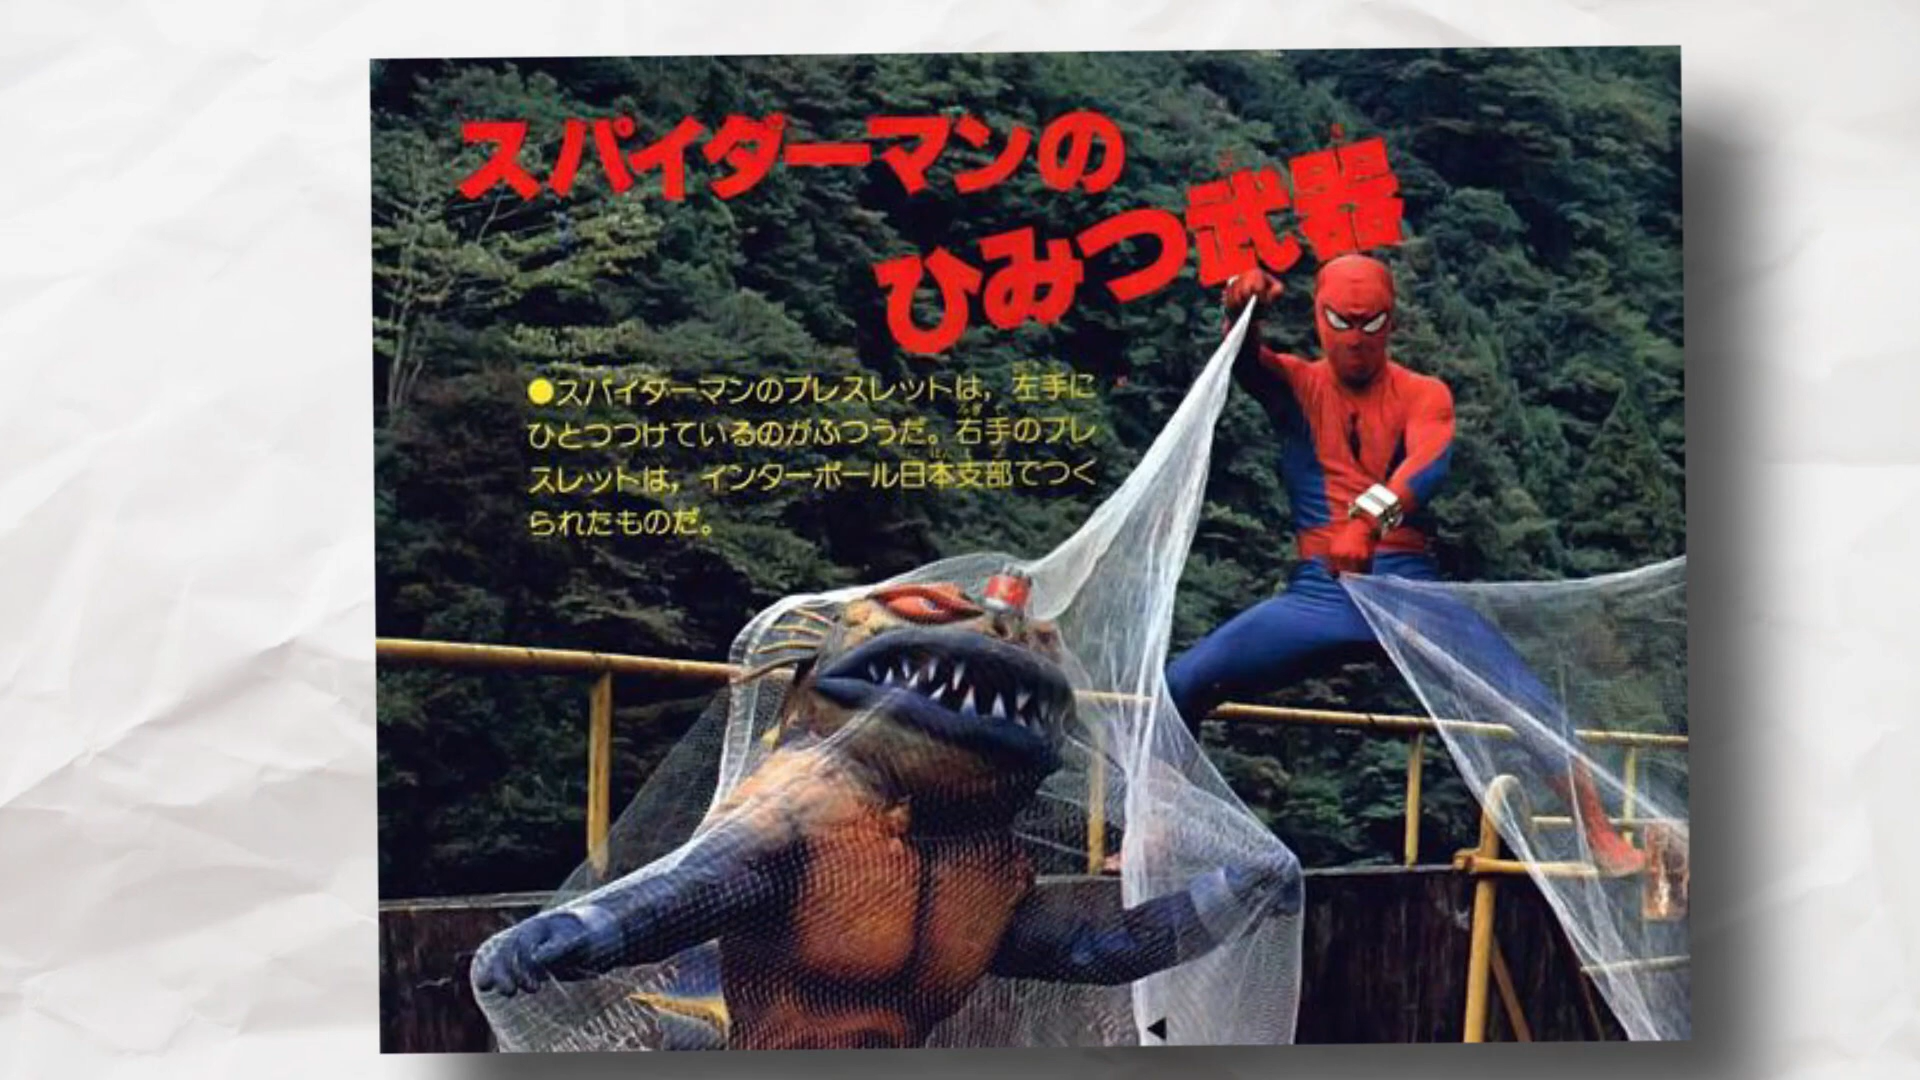 スパイダーマンの
ひみつ武器
●スパイダーマンのブレスレットは，左手に
ひとつつけているのがふつうだ。右手のブレ
スレットは，インターポール日本支部でつく
られたものだ。